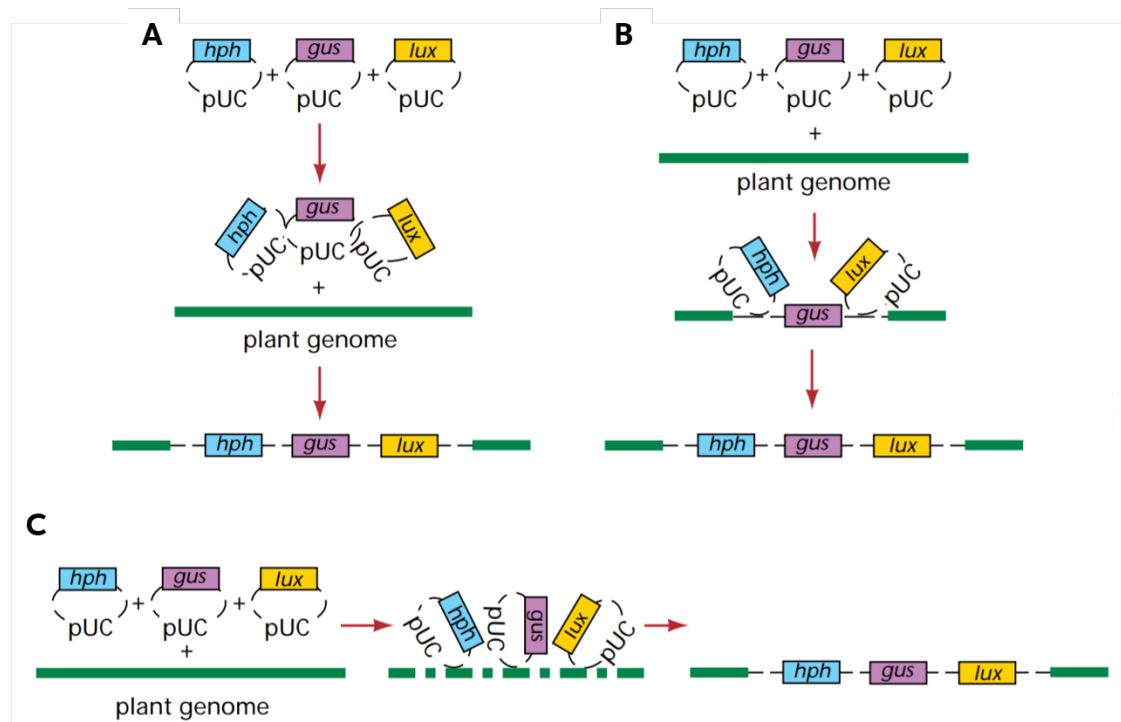 A
hph gus lux
+ +
pUC pUC pUC
hph gus lux
pUC pUC pUC
+
plant genome
hph gus lux
B
hph gus lux
+ +
pUC pUC pUC
+
plant genome
pUC hph lux pUC
gus
hph gus lux
C
hph gus lux
+ +
pUC pUC pUC
+
plant genome
pUC hph pUC gus lux pUC
hph gus lux